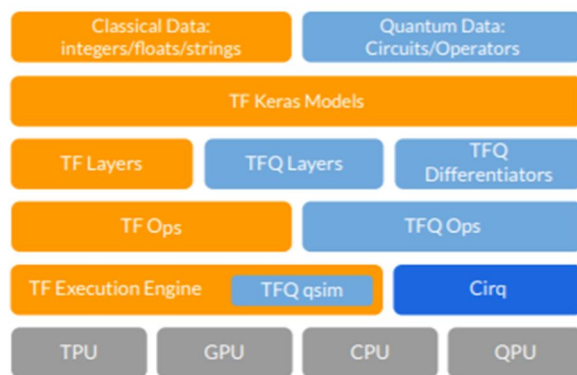 Classical Data:
integers/floats/strings
Quantum Data:
Circuits/Operators
TF Keras Models
TF Layers
TFQ Layers
TFQ
Differentiators
TF Ops
TFQ Ops
TF Execution Engine
TFQ qsim
Cirq
TPU
GPU
CPU
QPU